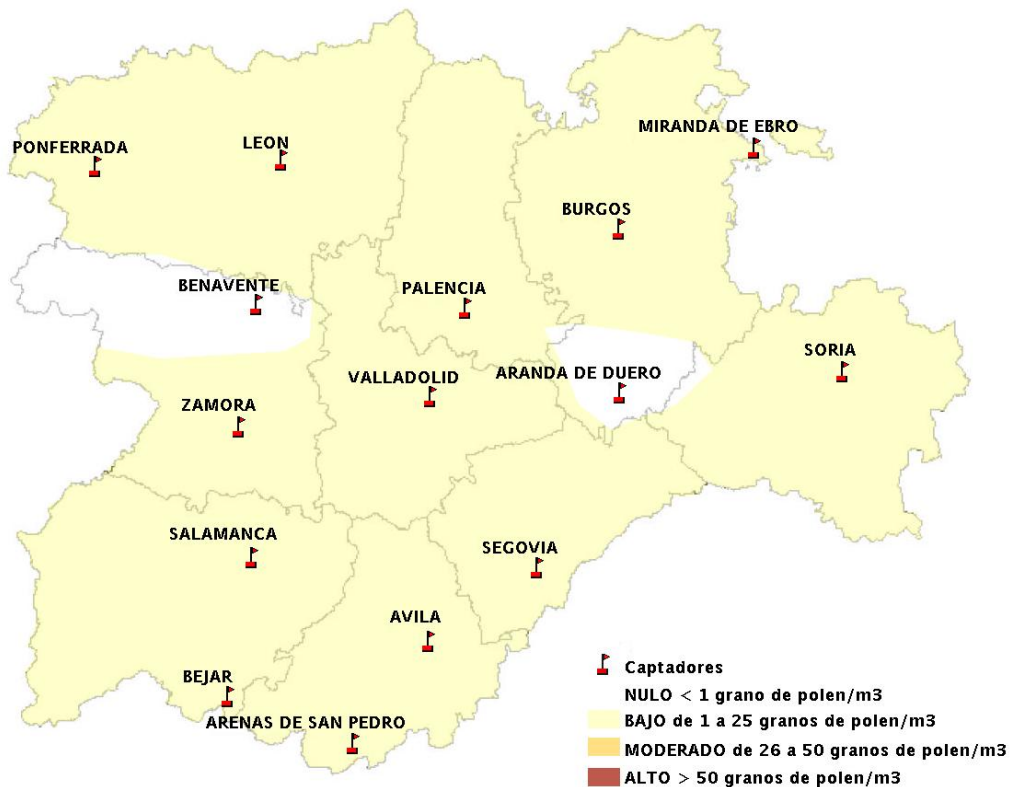 MIRANDA DE EBRO
PONFERRADA
LEON
BURGOS
BENAVENTE
PALENCIA
SORIA
VALLADOLID
ARANDA DE DUERO
ZAMORA
SALAMANCA
SEGOVIA
AVILA
BEJAR
ARENAS DE SAN PEDRO
Captadores
NULO < 1 grano de polen/m3
BAJO de 1 a 25 granos de polen/m3
MODERADO de 26 a 50 granos de polen/m3
ALTO > 50 granos de polen/m3